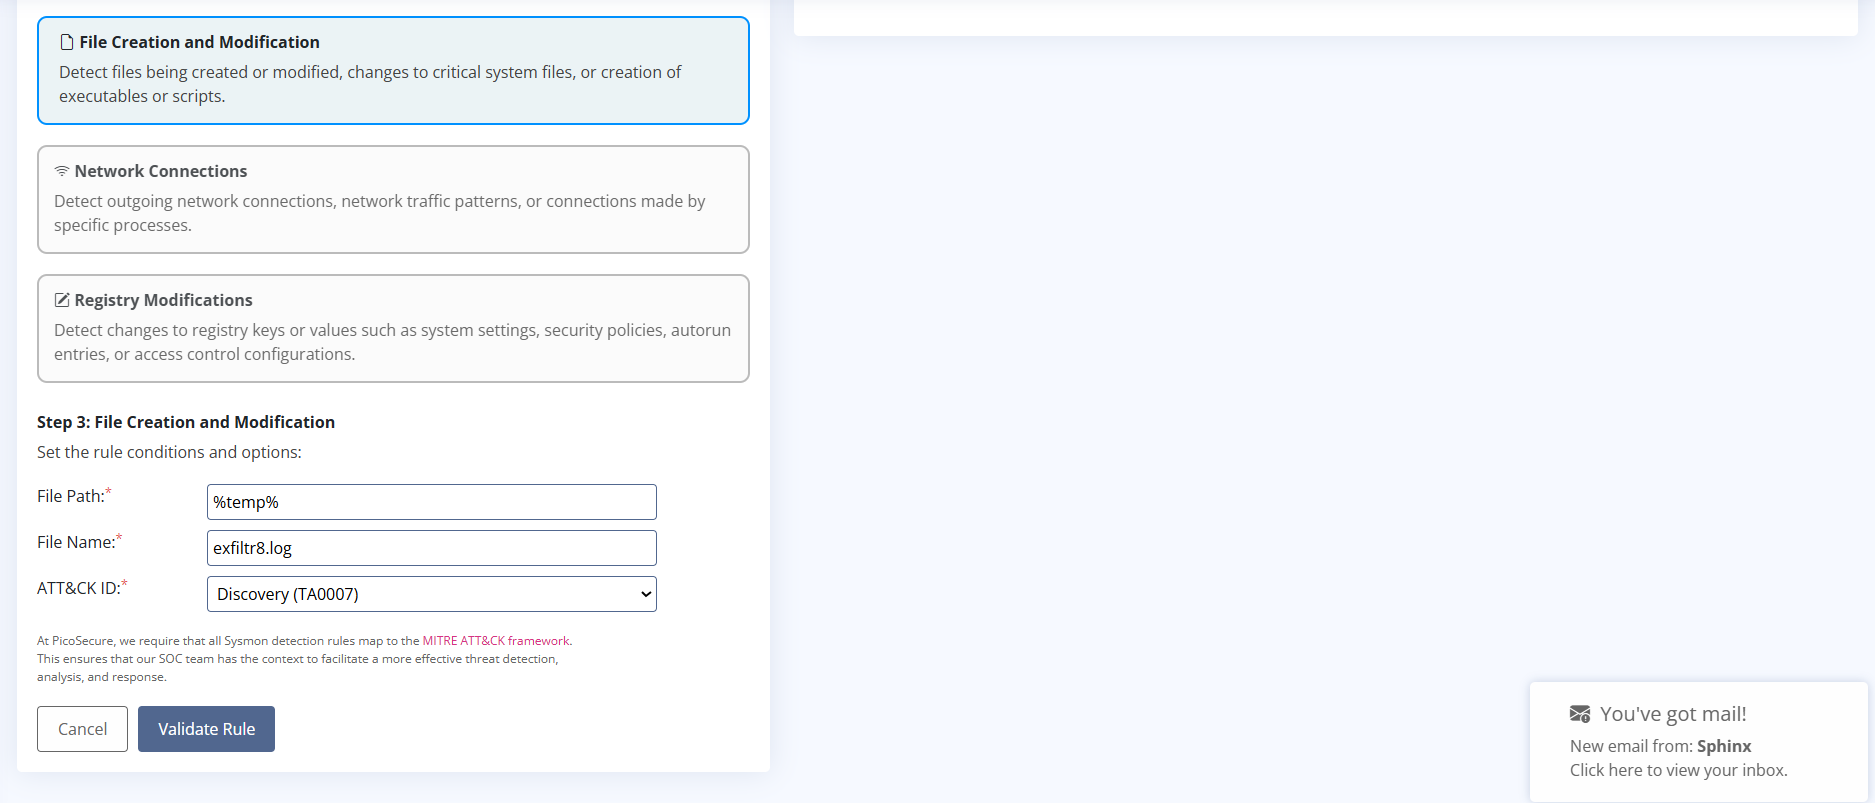 File Creation and Modification
Detect files being created or modified, changes to critical system files, or creation of
executables or scripts.
Network Connections
Detect outgoing network connections, network traffic patterns, or connections made by
specific processes.
Registry Modifications
Detect changes to registry keys or values such as system settings, security policies, autorun
entries, or access control configurations.
Step 3: File Creation and Modification
Set the rule conditions and options:
File Path:*
%temp%
File Name:*
exfiltr8.log
ATT&CK ID:*
Discovery (TA0007)
At PicoSecure, we require that all Sysmon detection rules map to the MITRE ATT&CK framework.
This ensures that our SOC team has the context to facilitate a more effective threat detection,
analysis, and response.
Cancel
Validate Rule
You've got mail!
New email from: Sphinx
Click here to view your inbox.